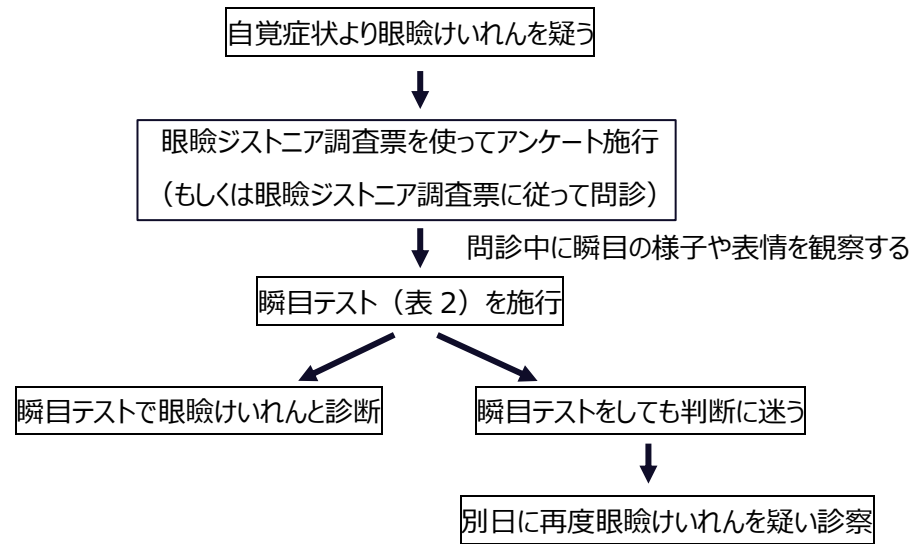 自覚症状より眼瞼けいれんを疑う
眼瞼ジストニア調査票を使ってアンケート施行
（もしくは眼瞼ジストニア調査票に従って問診）
問診中に瞬目の様子や表情を観察する
瞬目テスト（表 2）を施行
瞬目テストで眼瞼けいれんと診断
瞬目テストをしても判断に迷う
別日に再度眼瞼けいれんを疑い診察